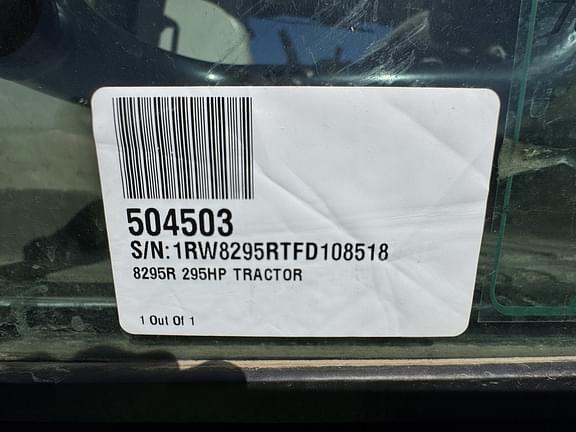 504503
S/N:1RW8295RTFD108518
8295R 295HP TRACTOR
1 Out Of 1